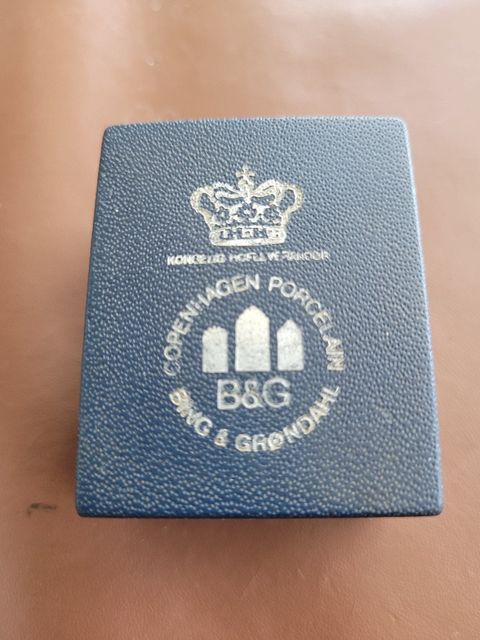 KONGELIG HOFLEVERANDØR
COPENHAGEN PORCELAIN
B&G
BING & GRØNDAHL